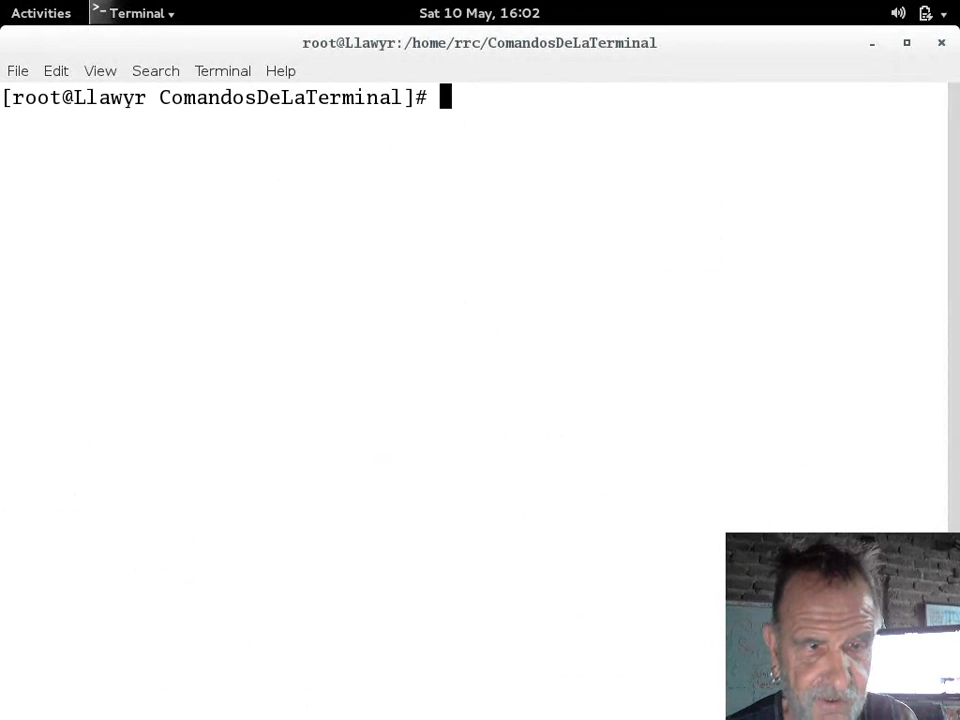 Activities
Terminal
Sat 10 May, 16:02
root@Llawyr:/home/rrc/ComandosDeLaTerminal
File Edit View Search Terminal Help
[root@Llawyr ComandosDeLaTerminal]#